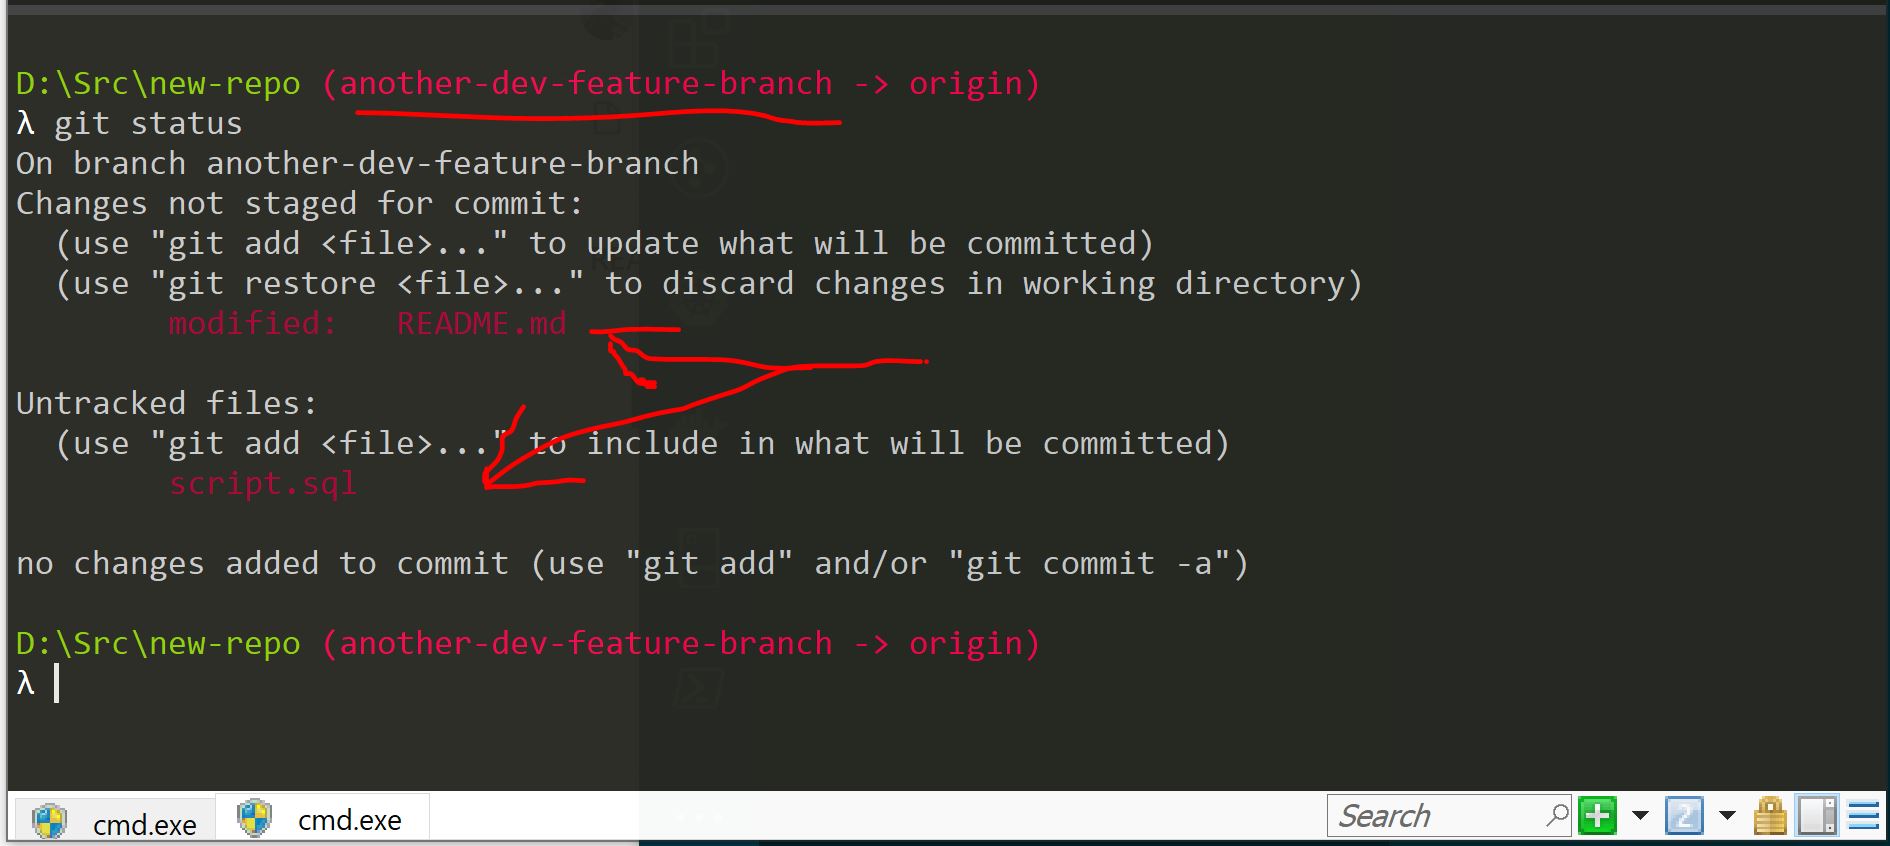 D:\Src\new-repo (another-dev-feature-branch -> origin)
λ git status
On branch another-dev-feature-branch
Changes not staged for commit:
  (use "git add <file>..." to update what will be committed)
  (use "git restore <file>..." to discard changes in working directory)
        modified:   README.md
Untracked files:
  (use "git add <file>..." to include in what will be committed)
        script.sql
no changes added to commit (use "git add" and/or "git commit -a")
D:\Src\new-repo (another-dev-feature-branch -> origin)
λ
cmd.exe cmd.exe Search 2